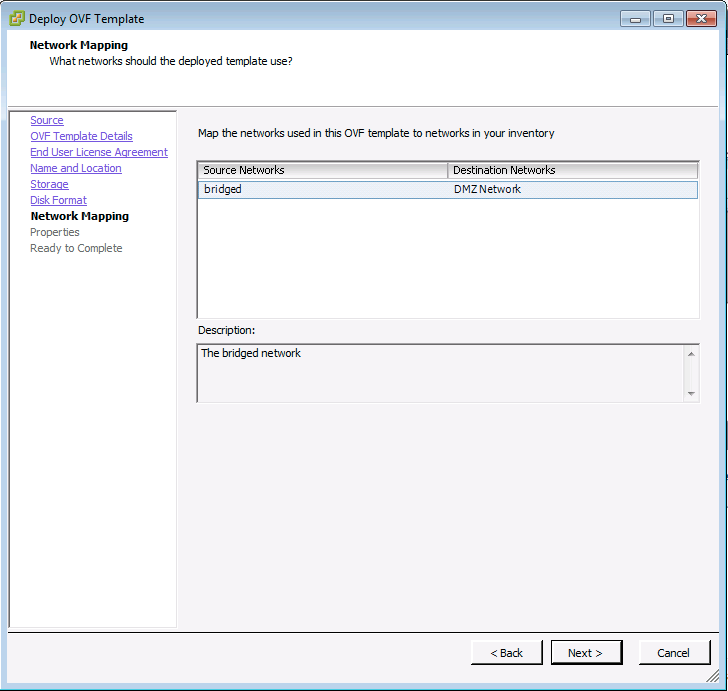 Deploy OVF Template
Network Mapping
What networks should the deployed template use?
Source
OVF Template Details
End User License Agreement
Name and Location
Storage
Disk Format
Network Mapping
Properties
Ready to Complete
Map the networks used in this OVF template to networks in your inventory
Source Networks Destination Networks
bridged DMZ Network
Description:
The bridged network
< Back Next > Cancel